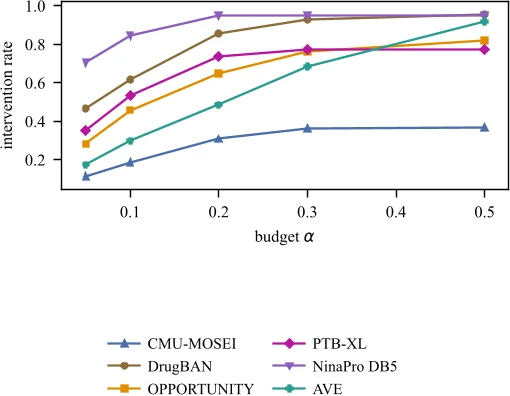 intervention rate
1.0
0.8
0.6
0.4
0.2
0.1
0.2
0.3
0.4
0.5
budget α
CMU-MOSEI
DrugBAN
OPPORTUNITY
PTB-XL
NinaPro DB5
AVE